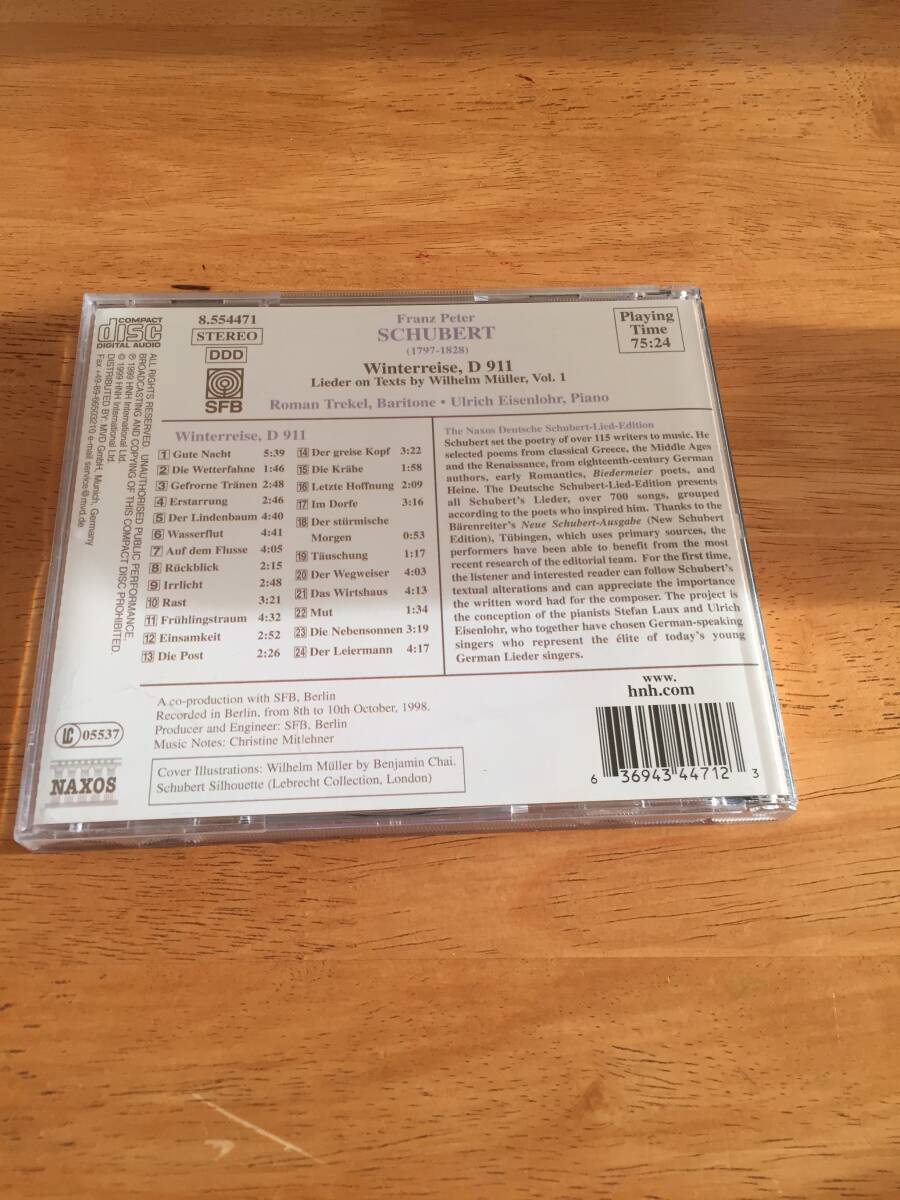 COMPACT
disc
DIGITAL AUDIO
8.554471
STEREO
DDD
SFB
Franz Peter
SCHUBERT
(1797-1828)
Winterreise, D 911
Lieder on Texts by Wilhelm Müller, Vol. 1
Roman Trekel, Baritone • Ulrich Eisenlohr, Piano
Playing
Time
75:24
ALL RIGHTS RESERVED. UNAUTHORISED PUBLIC PERFORMANCE,
BROADCASTING AND COPYING OF THIS COMPACT DISC PROHIBITED.
℗ 1999 HNH International Ltd.
© 1999 HNH International Ltd.
DISTRIBUTED BY: MVD GmbH, Munich, Germany
Fax +49-89-66503210 e-mail service@mvd.de
Winterreise, D 911
1 Gute Nacht 5:39
2 Die Wetterfahne 1:46
3 Gefrorne Tränen 2:48
4 Erstarrung 2:46
5 Der Lindenbaum 4:40
6 Wasserflut 4:41
7 Auf dem Flusse 4:05
8 Rückblick 2:15
9 Irrlicht 2:48
10 Rast 3:21
11 Frühlingstraum 4:32
12 Einsamkeit 2:52
13 Die Post 2:26
14 Der greise Kopf 3:22
15 Die Krähe 1:58
16 Letzte Hoffnung 2:09
17 Im Dorfe 3:16
18 Der stürmische
Morgen 0:53
19 Täuschung 1:17
20 Der Wegweiser 4:03
21 Das Wirtshaus 4:13
22 Mut 1:34
23 Die Nebensonnen 3:19
24 Der Leiermann 4:17
The Naxos Deutsche Schubert-Lied-Edition
Schubert set the poetry of over 115 writers to music. He
selected poems from classical Greece, the Middle Ages
and the Renaissance, from eighteenth-century German
authors, early Romantics, Biedermeier poets, and
Heine. The Deutsche Schubert-Lied-Edition presents
all Schubert's Lieder, over 700 songs, grouped
according to the poets who inspired him. Thanks to the
Bärenreiter's Neue Schubert-Ausgabe (New Schubert
Edition), Tübingen, which uses primary sources, the
performers have been able to benefit from the most
recent research of the editorial team. For the first time,
the listener and interested reader can follow Schubert's
textual alterations and can appreciate the importance
the written word had for the composer. The project is
the conception of the pianists Stefan Laux and Ulrich
Eisenlohr, who together have chosen German-speaking
singers who represent the élite of today's young
German Lieder singers.
A co-production with SFB, Berlin
Recorded in Berlin, from 8th to 10th October, 1998.
Producer and Engineer: SFB, Berlin
Music Notes: Christine Mitlehner
Cover Illustrations: Wilhelm Müller by Benjamin Chai.
Schubert Silhouette (Lebrecht Collection, London)
LC 05537
NAXOS
www.
hnh.com
6 36943 44712 3